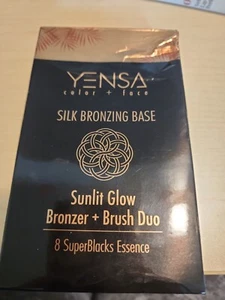 YENSA
color + face
SILK BRONZING BASE
Sunlit Glow
Bronzer + Brush Duo
8 SuperBlacks Essence